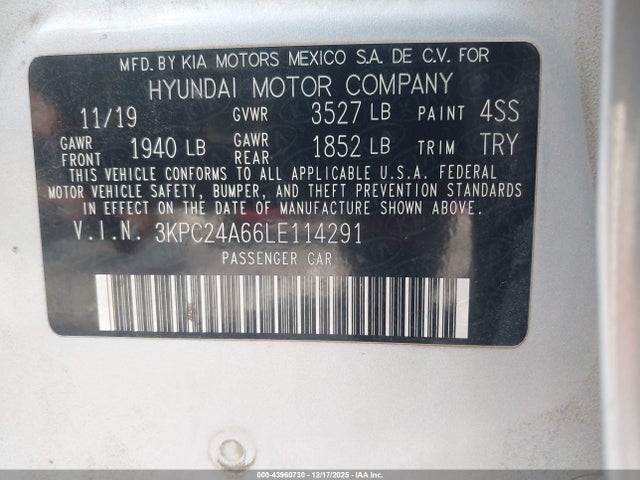 MFD. BY KIA MOTORS MEXICO S.A. DE C.V. FOR
HYUNDAI MOTOR COMPANY
11/19 GVWR 3527 LB PAINT 4SS
GAWR FRONT 1940 LB GAWR REAR 1852 LB TRIM TRY
THIS VEHICLE CONFORMS TO ALL APPLICABLE U.S.A. FEDERAL
MOTOR VEHICLE SAFETY, BUMPER, AND THEFT PREVENTION STANDARDS
IN EFFECT ON THE DATE OF MANUFACTURE SHOWN ABOVE.
V.I.N. 3KPC24A66LE114291
PASSENGER CAR
000-43960730 - 12/17/2025 - IAA Inc.